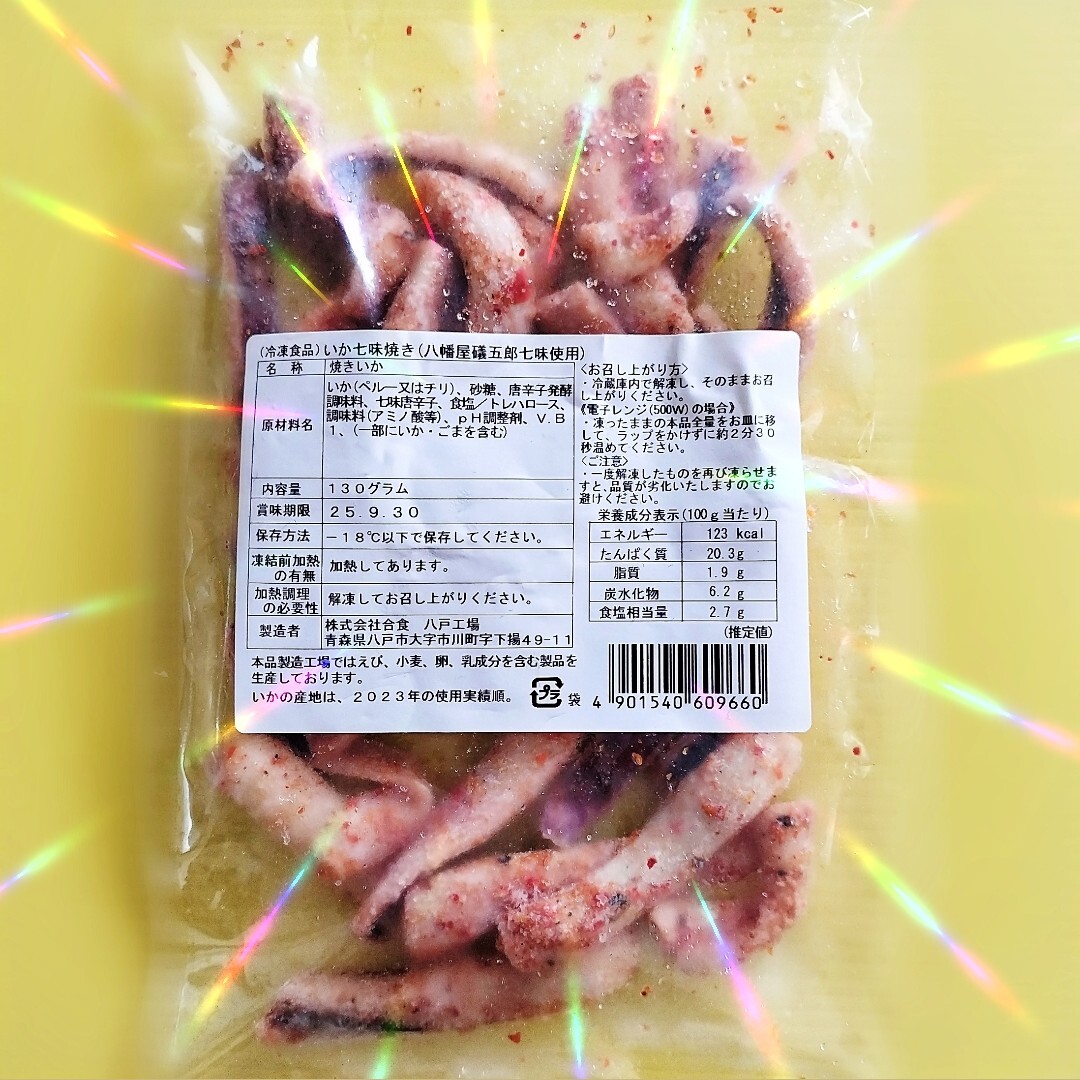 (冷凍食品)いか七味焼き(八幡屋礒五郎七味使用)
名 称 焼きいか
原材料名
いか(ペルー又はチリ)、砂糖、唐辛子発酵
調味料、七味唐辛子、食塩/トレハロース、
調味料(アミノ酸等)、pH調整剤、V.B
1、(一部にいか・ごまを含む)
内容量 130グラム
賞味期限 25.9.30
保存方法 -18℃以下で保存してください。
凍結前加熱
の有無
加熱してあります。
加熱調理
の必要性
解凍してお召し上がりください。
製造者
株式会社合食 八戸工場
青森県八戸市大字市川町字下揚49-11
本品製造工場ではえび、小麦、卵、乳成分を含む製品を
生産しております。
いかの産地は、2023年の使用実績順。
プラ 袋
<お召し上がり方>
・冷蔵庫内で解凍し、そのままお召
し上がりください。
《電子レンジ(500W)の場合》
・凍ったままの本品全量をお皿に移
して、ラップをかけずに約2分30
秒温めてください。
<ご注意>
・一度解凍したものを再び凍らせま
すと、品質が劣化いたしますのでお
避けください。
栄養成分表示(100g当たり)
エネルギー 123 kcal
たんぱく質 20.3g
脂質 1.9 g
炭水化物 6.2 g
食塩相当量 2.7 g
(推定値)
4 901540 609660